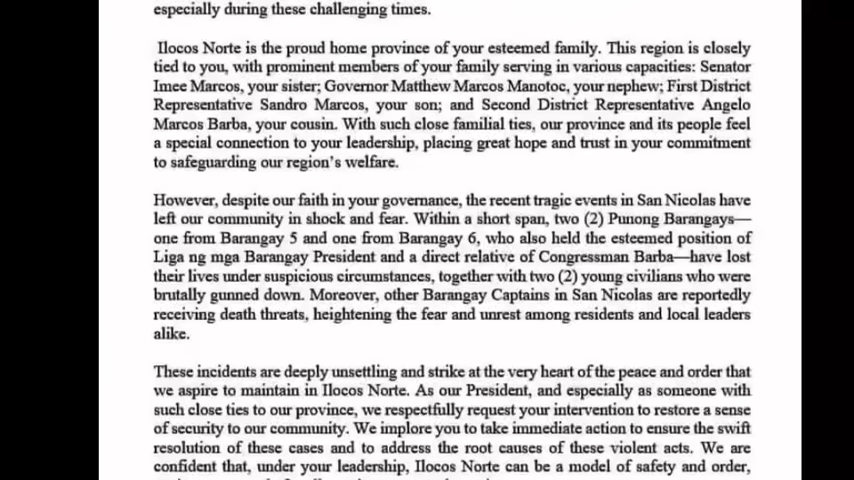 especially during these challenging times.
Ilocos Norte is the proud home province of your esteemed family. This region is closely
tied to you, with prominent members of your family serving in various capacities: Senator
Imee Marcos, your sister; Governor Matthew Marcos Manotoc, your nephew; First District
Representative Sandro Marcos, your son; and Second District Representative Angelo
Marcos Barba, your cousin. With such close familial ties, our province and its people feel
a special connection to your leadership, placing great hope and trust in your commitment
to safeguarding our region's welfare.
However, despite our faith in your governance, the recent tragic events in San Nicolas have
left our community in shock and fear. Within a short span, two (2) Punong Barangays—
one from Barangay 5 and one from Barangay 6, who also held the esteemed position of
Liga ng mga Barangay President and a direct relative of Congressman Barba—have lost
their lives under suspicious circumstances, together with two (2) young civilians who were
brutally gunned down. Moreover, other Barangay Captains in San Nicolas are reportedly
receiving death threats, heightening the fear and unrest among residents and local leaders
alike.
These incidents are deeply unsettling and strike at the very heart of the peace and order that
we aspire to maintain in Ilocos Norte. As our President, and especially as someone with
such close ties to our province, we respectfully request your intervention to restore a sense
of security to our community. We implore you to take immediate action to ensure the swift
resolution of these cases and to address the root causes of these violent acts. We are
confident that, under your leadership, Ilocos Norte can be a model of safety and order,